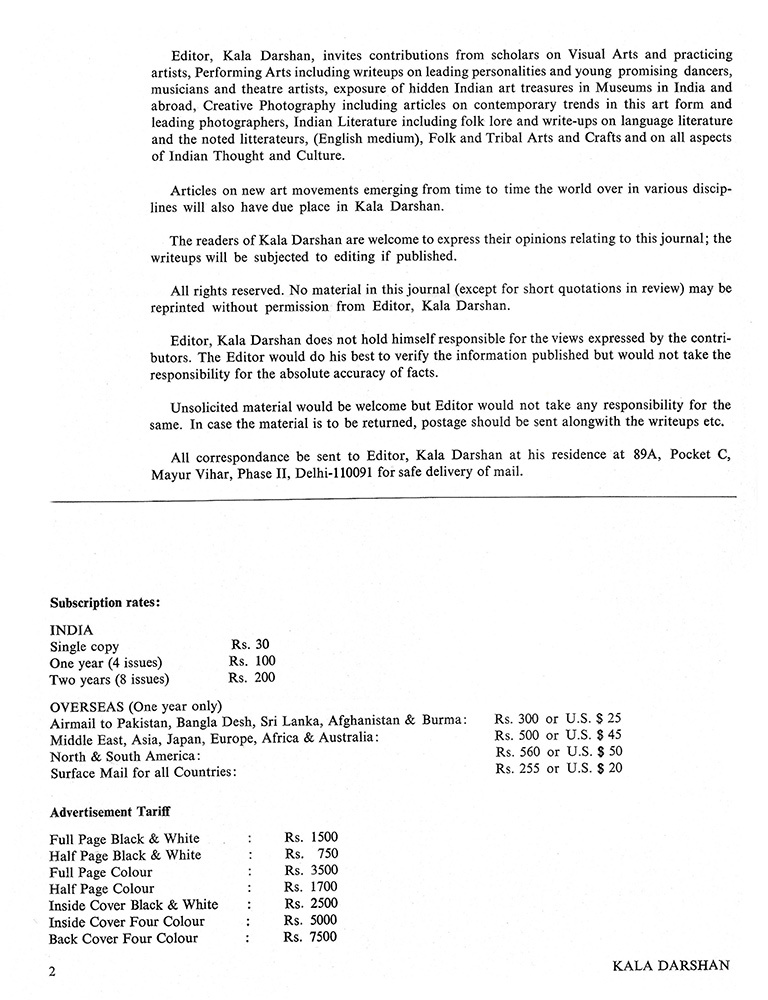 Editor, Kala Darshan, invites contributions from scholars on Visual Arts and practicing
artists, Performing Arts including writeups on leading personalities and young promising dancers,
musicians and theatre artists, exposure of hidden Indian art treasures in Museums in India and
abroad, Creative Photography including articles on contemporary trends in this art form and
leading photographers, Indian Literature including folk lore and write-ups on language literature
and the noted litterateurs, (English medium), Folk and Tribal Arts and Crafts and on all aspects
of Indian Thought and Culture.
Articles on new art movements emerging from time to time the world over in various discip-
lines will also have due place in Kala Darshan.
The readers of Kala Darshan are welcome to express their opinions relating to this journal; the
writeups will be subjected to editing if published.
All rights reserved. No material in this journal (except for short quotations in review) may be
reprinted without permission from Editor, Kala Darshan.
Editor, Kala Darshan does not hold himself responsible for the views expressed by the contri-
butors. The Editor would do his best to verify the information published but would not take the
responsibility for the absolute accuracy of facts.
Unsolicited material would be welcome but Editor would not take any responsibility for the
same. In case the material is to be returned, postage should be sent alongwith the writeups etc.
All correspondance be sent to Editor, Kala Darshan at his residence at 89A, Pocket C,
Mayur Vihar, Phase II, Delhi-110091 for safe delivery of mail.
Subscription rates:
INDIA
Single copy Rs. 30
One year (4 issues) Rs. 100
Two years (8 issues) Rs. 200
OVERSEAS (One year only)
Airmail to Pakistan, Bangla Desh, Sri Lanka, Afghanistan & Burma: Rs. 300 or U.S. $ 25
Middle East, Asia, Japan, Europe, Africa & Australia: Rs. 500 or U.S. $ 45
North & South America: Rs. 560 or U.S. $ 50
Surface Mail for all Countries: Rs. 255 or U.S. $ 20
Advertisement Tariff
Full Page Black & White : Rs. 1500
Half Page Black & White : Rs. 750
Full Page Colour : Rs. 3500
Half Page Colour : Rs. 1700
Inside Cover Black & White : Rs. 2500
Inside Cover Four Colour : Rs. 5000
Back Cover Four Colour : Rs. 7500
2 KALA DARSHAN